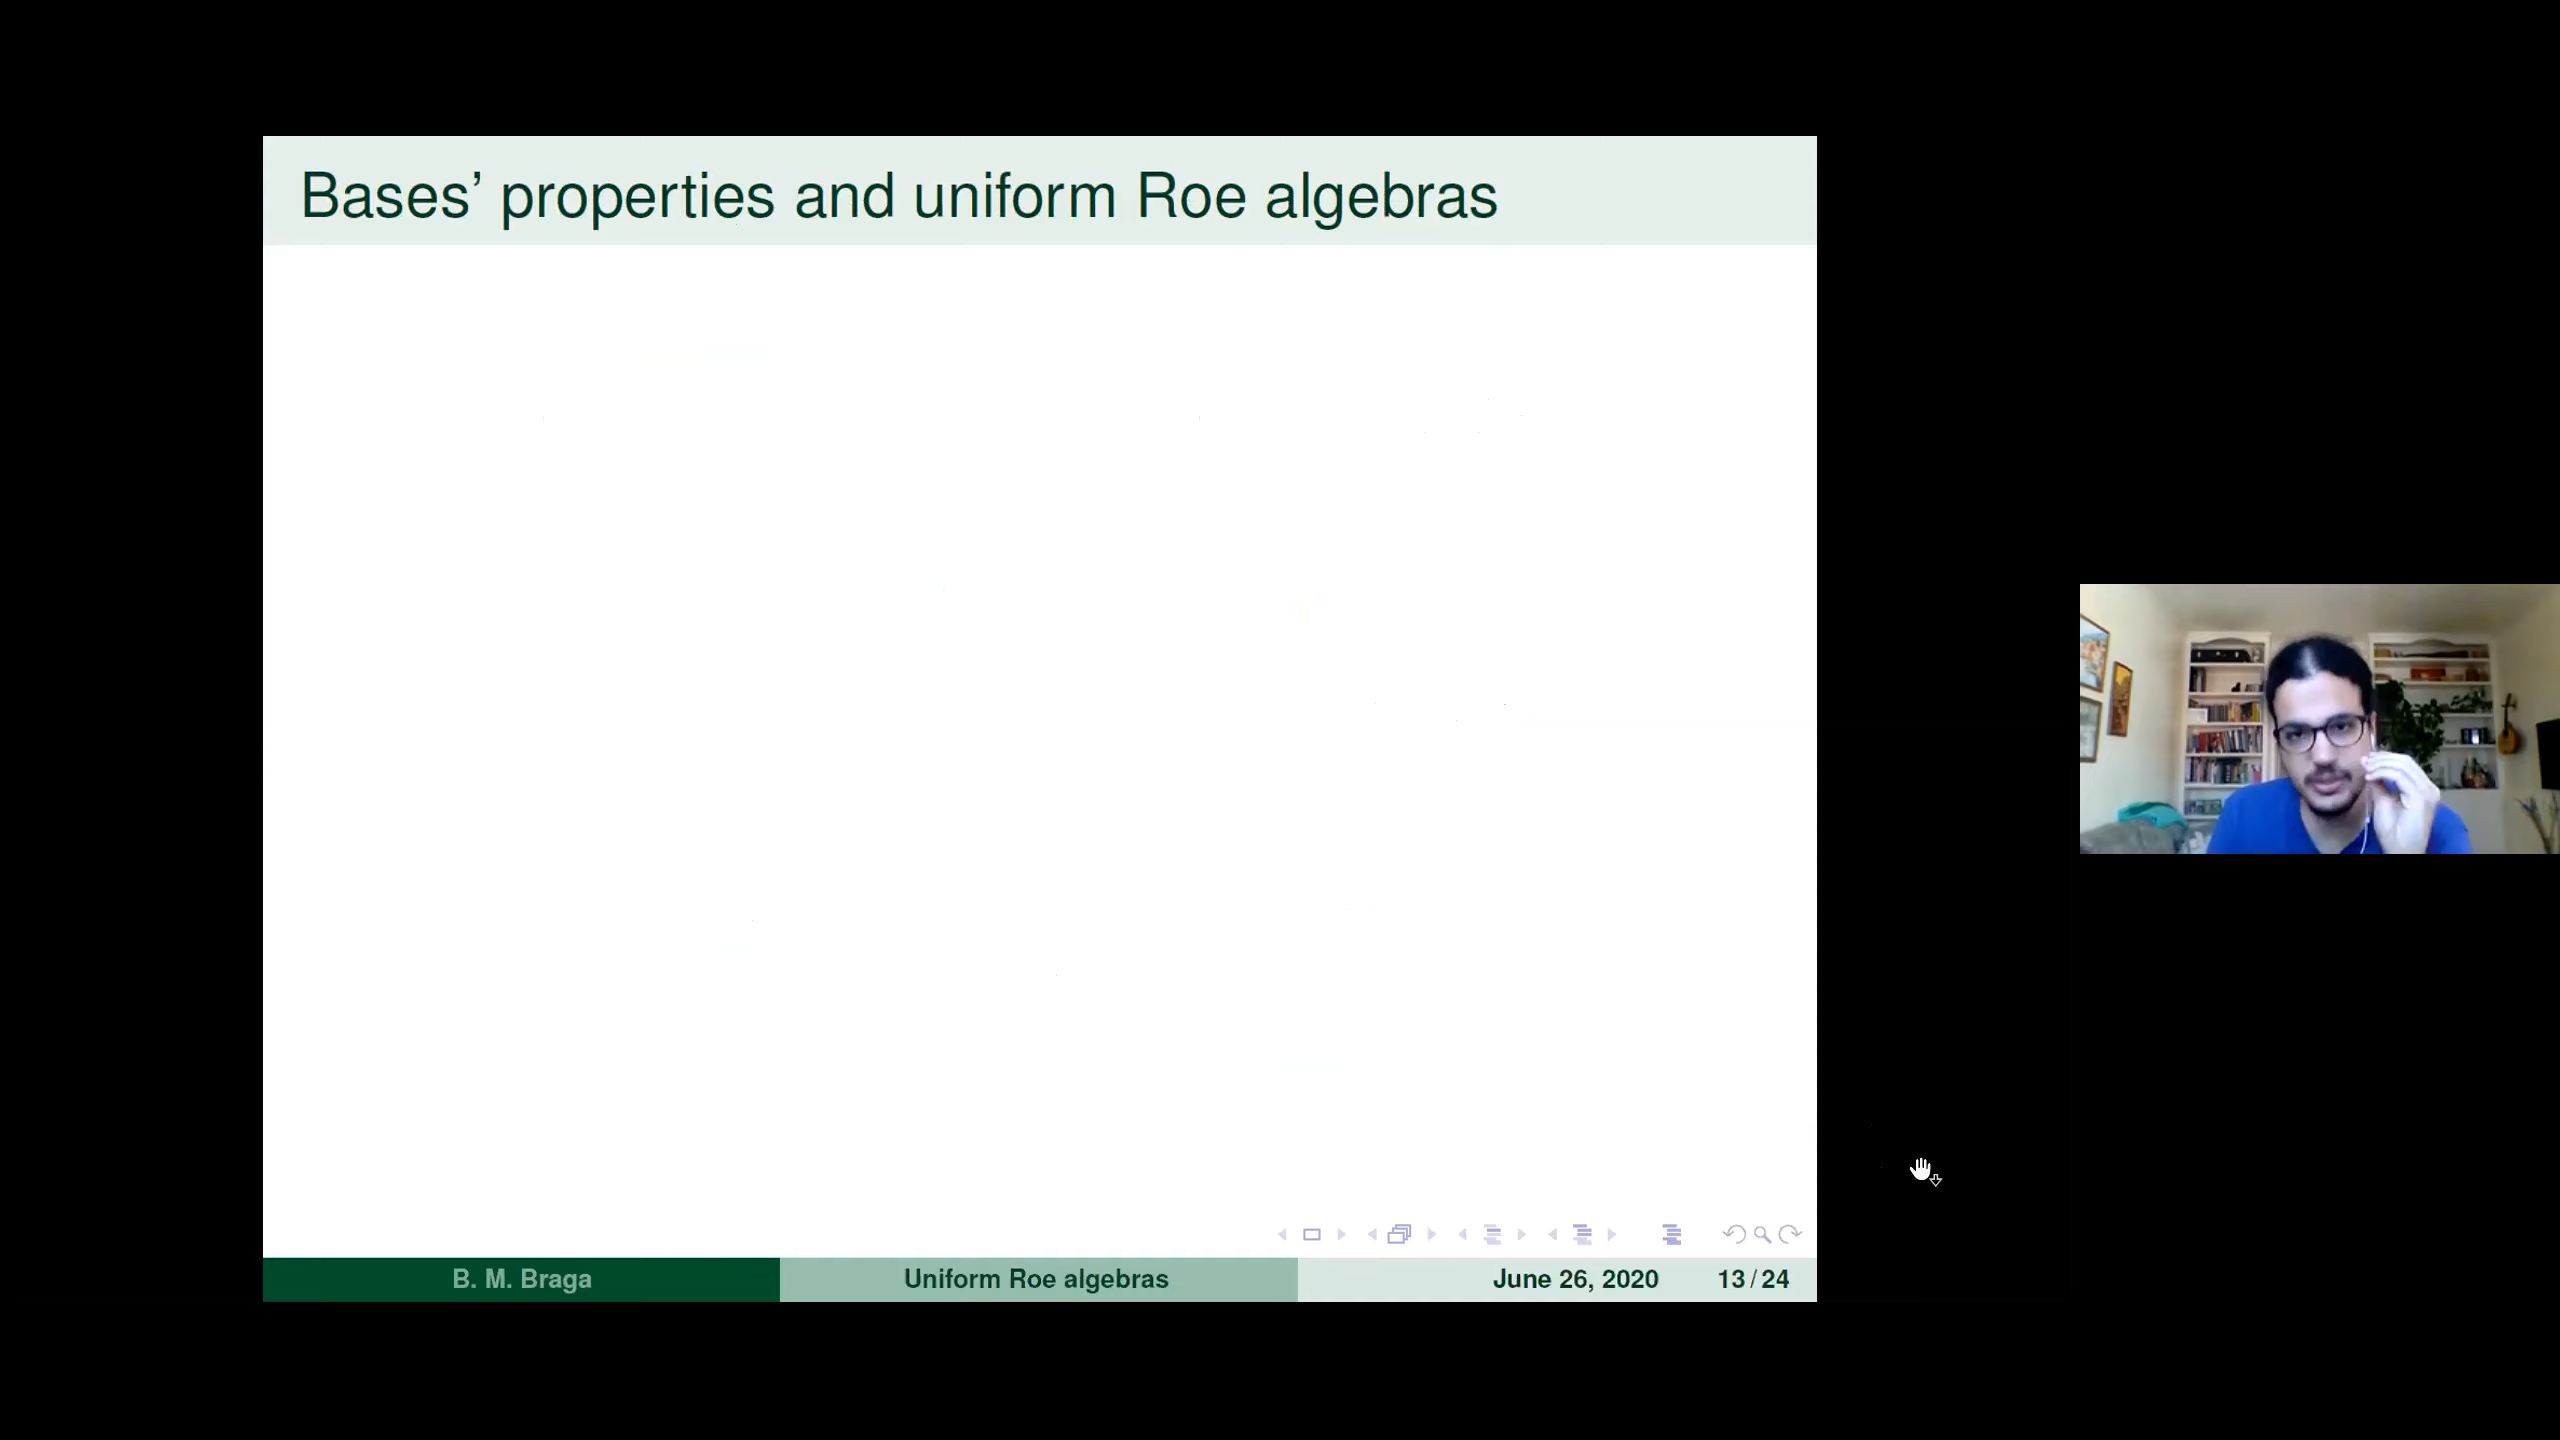 Bases’ properties and uniform Roe algebras
B. M. Braga Uniform Roe algebras June 26, 2020 13 / 24